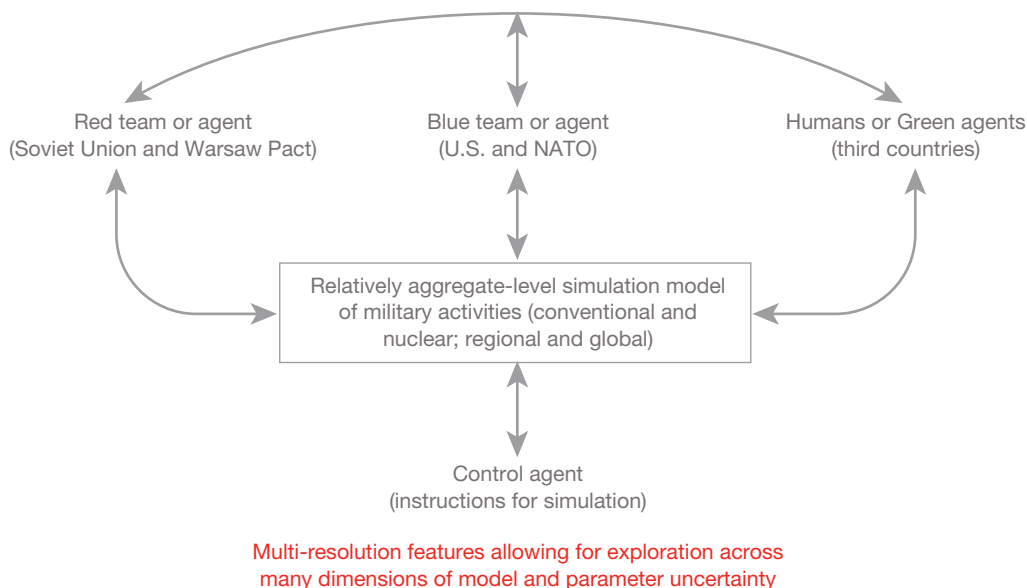 Red team or agent
(Soviet Union and Warsaw Pact)
Blue team or agent
(U.S. and NATO)
Humans or Green agents
(third countries)
Relatively aggregate-level simulation model
of military activities (conventional and
nuclear; regional and global)
Control agent
(instructions for simulation)
Multi-resolution features allowing for exploration across
many dimensions of model and parameter uncertainty